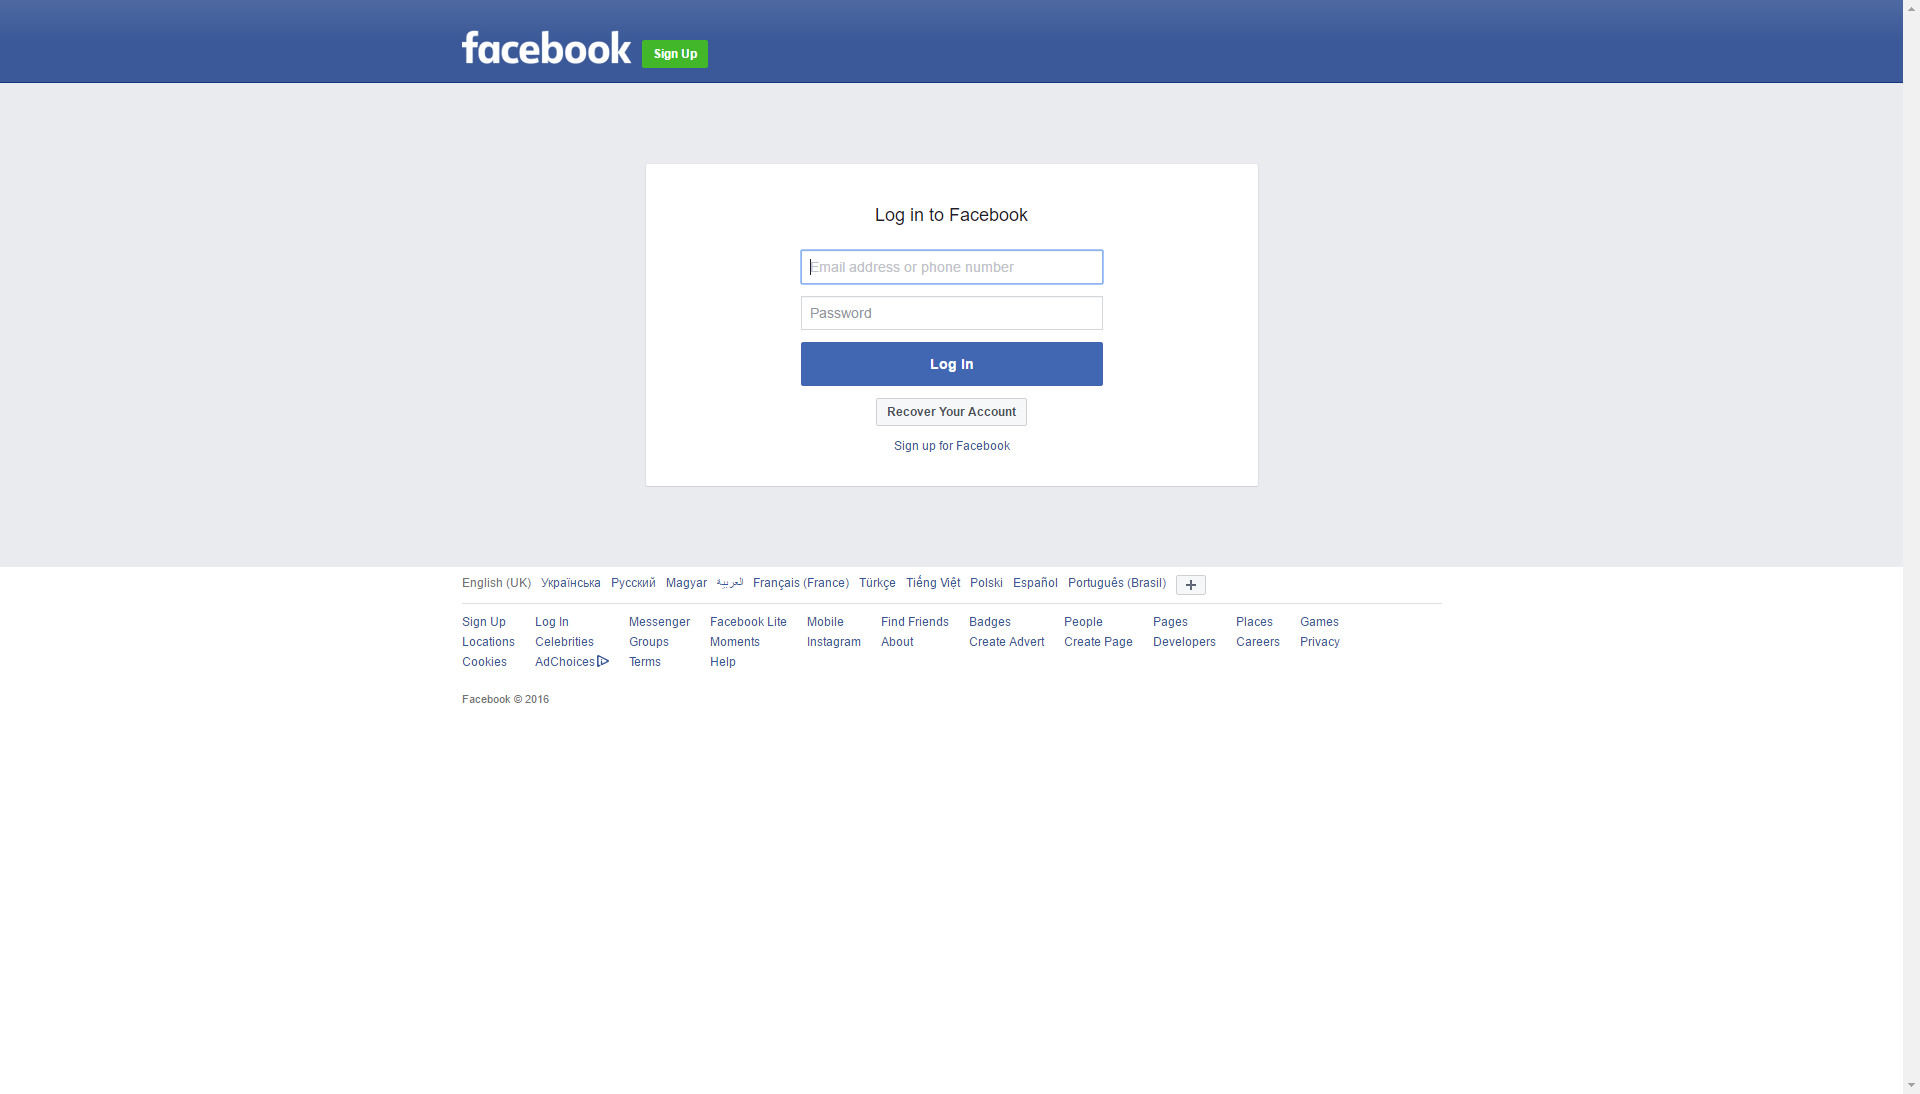 facebook Sign Up
Log in to Facebook
Email address or phone number
Password
Log In
Recover Your Account
Sign up for Facebook
English (UK) Українська Русский Magyar العربية Français (France) Türkçe Tiếng Việt Polski Español Português (Brasil) +
Sign Up Log In Messenger Facebook Lite Mobile Find Friends Badges People Pages Places Games
Locations Celebrities Groups Moments Instagram About Create Advert Create Page Developers Careers Privacy
Cookies AdChoices Terms Help
Facebook © 2016